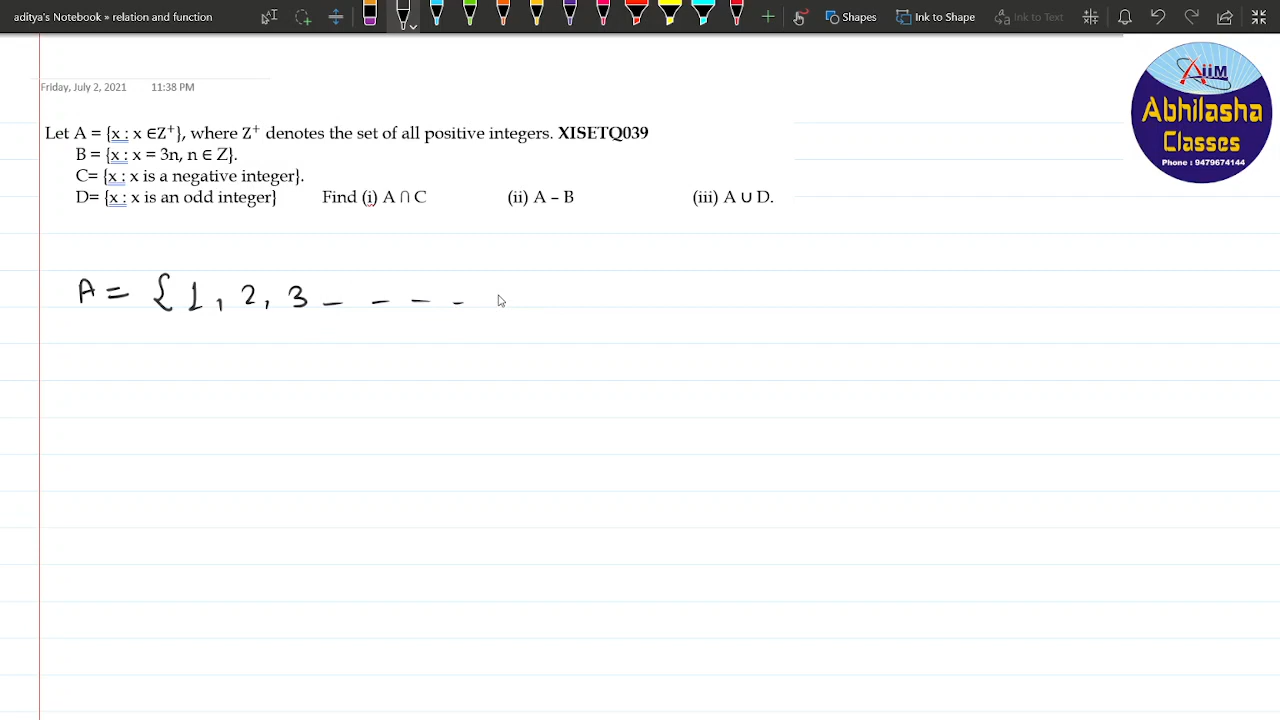 aditya's Notebook » relation and function
Shapes
Ink to Shape
Ink to Text
Friday, July 2, 2021 11:38 PM
AiiM
Abhilasha
Classes
Phone : 9479674144
Let A = {x : x ∈Z⁺}, where Z⁺ denotes the set of all positive integers. XISETQ039
B = {x : x = 3n, n ∈ Z}.
C= {x : x is a negative integer}.
D= {x : x is an odd integer} Find (i) A ∩ C (ii) A – B (iii) A ∪ D.
A = { 1 , 2 , 3 – – – –